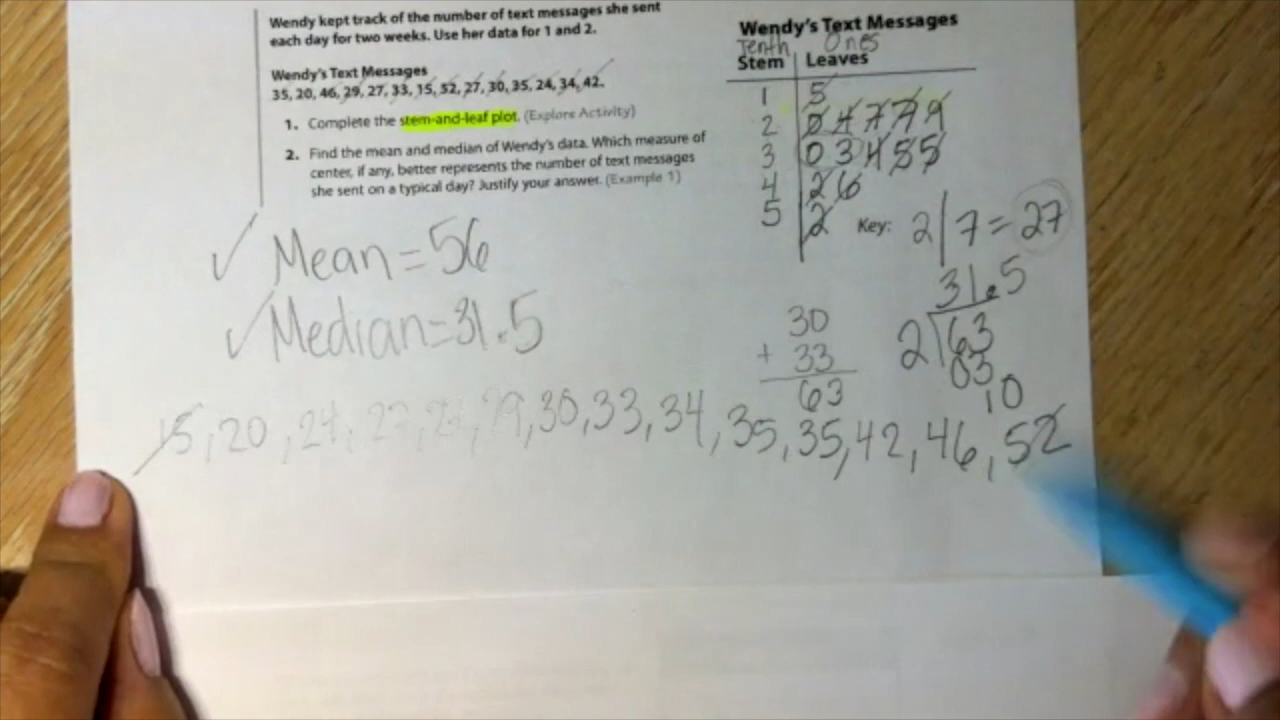 Wendy kept track of the number of text messages she sent
each day for two weeks. Use her data for 1 and 2.
Wendy's Text Messages
35, 20, 46, 29, 27, 33, 15, 52, 27, 30, 35, 24, 34, 42.
1. Complete the stem-and-leaf plot. (Explore Activity)
2. Find the mean and median of Wendy's data. Which measure of
center, if any, better represents the number of text messages
she sent on a typical day? Justify your answer. (Example 1)
Wendy's Text Messages
Tenth Ones
Stem Leaves
1 5
2 0 4 7 7 9
3 0 3 4 5 5
4 2 6
5 2
Key: 2|7=27
Mean=56
Median=31.5
30
+ 33
63
31.5
2 63
03
10
15, 20, 24, 27, 27, 29, 30, 33, 34, 35, 35, 42, 46, 52